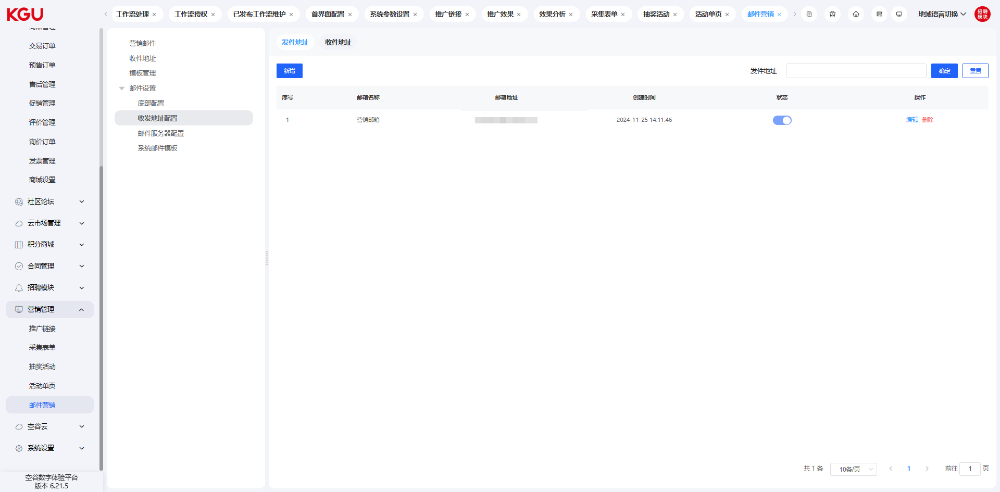 KGU
工作流处理
工作流授权
已发布工作流维护
首界面配置
系统参数设置
推广链接
推广效果
效果分析
采集表单
抽奖活动
活动单页
邮件营销
地域语言切换
招聘
模块
交易订单
预售订单
售后管理
促销管理
评价管理
询价订单
发票管理
商城设置
社区论坛
云市场管理
积分商城
合同管理
招聘模块
营销管理
推广链接
采集表单
抽奖活动
活动单页
邮件营销
空谷云
系统设置
空谷数字体验平台
版本 6.21.5
营销邮件
收件地址
模板管理
邮件设置
底部配置
收发地址配置
邮件服务器配置
系统邮件模板
发件地址 收件地址
新增 发件地址 确定 重置
序号 邮箱名称 邮箱地址 创建时间 状态 操作
1 营销邮箱 2024-11-25 14:11:46 编辑 删除
共 1 条 10条/页 1 前往 1 页